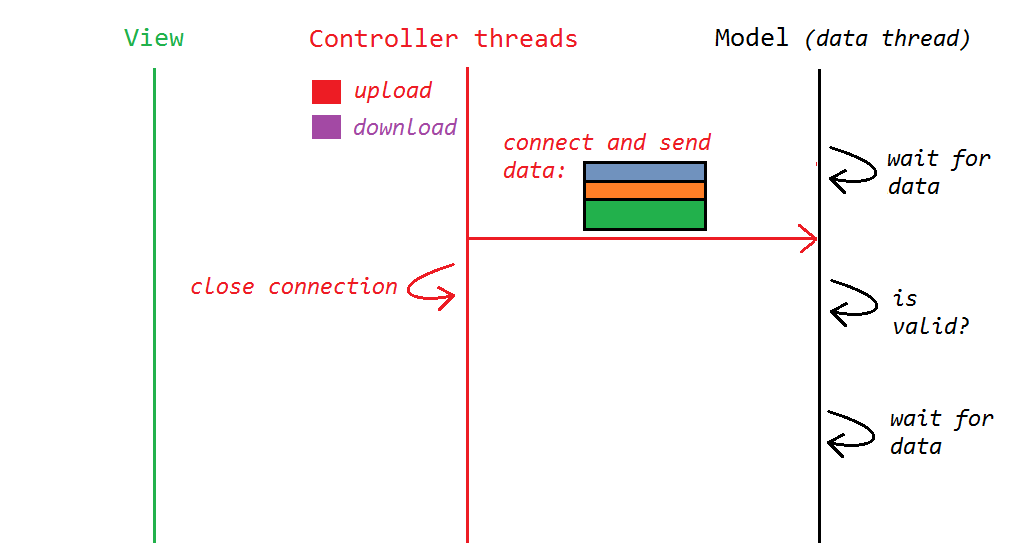 View
Controller threads
Model (data thread)
upload
download
connect and send
data:
wait for
data
close connection
is
valid?
wait for
data